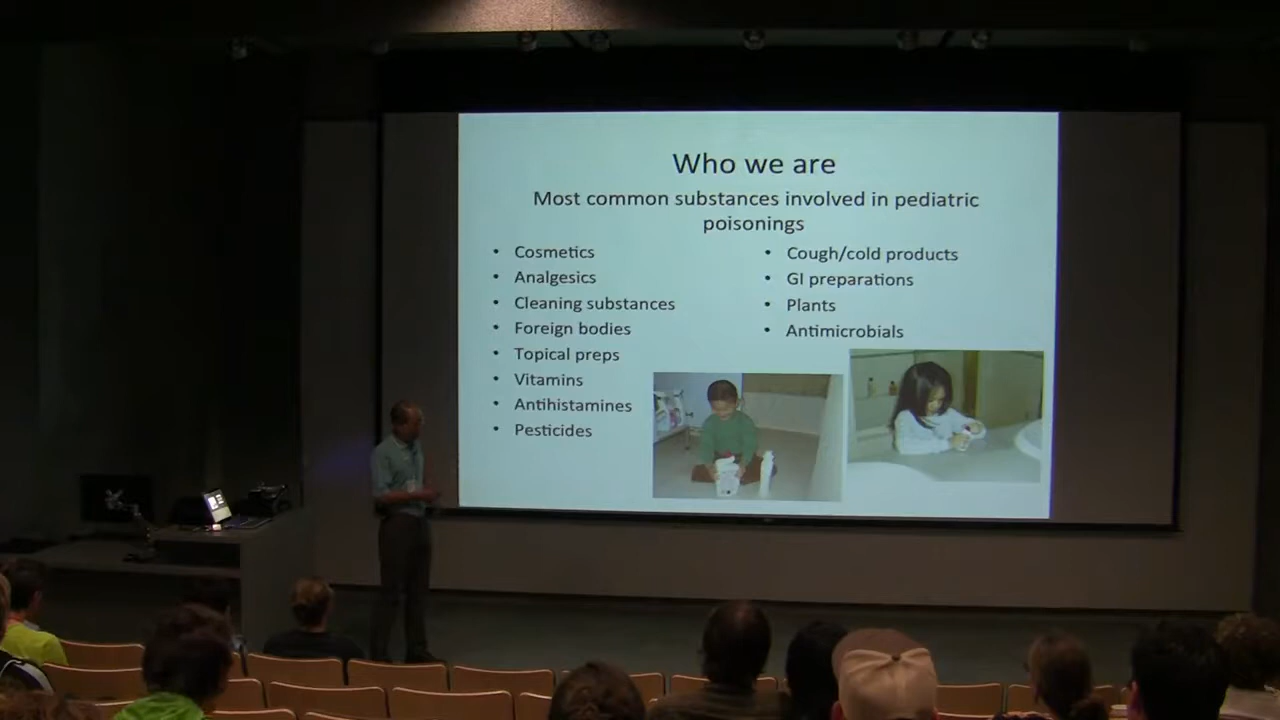 Who we are
Most common substances involved in pediatric
poisonings
• Cosmetics
• Analgesics
• Cleaning substances
• Foreign bodies
• Topical preps
• Vitamins
• Antihistamines
• Pesticides
• Cough/cold products
• GI preparations
• Plants
• Antimicrobials